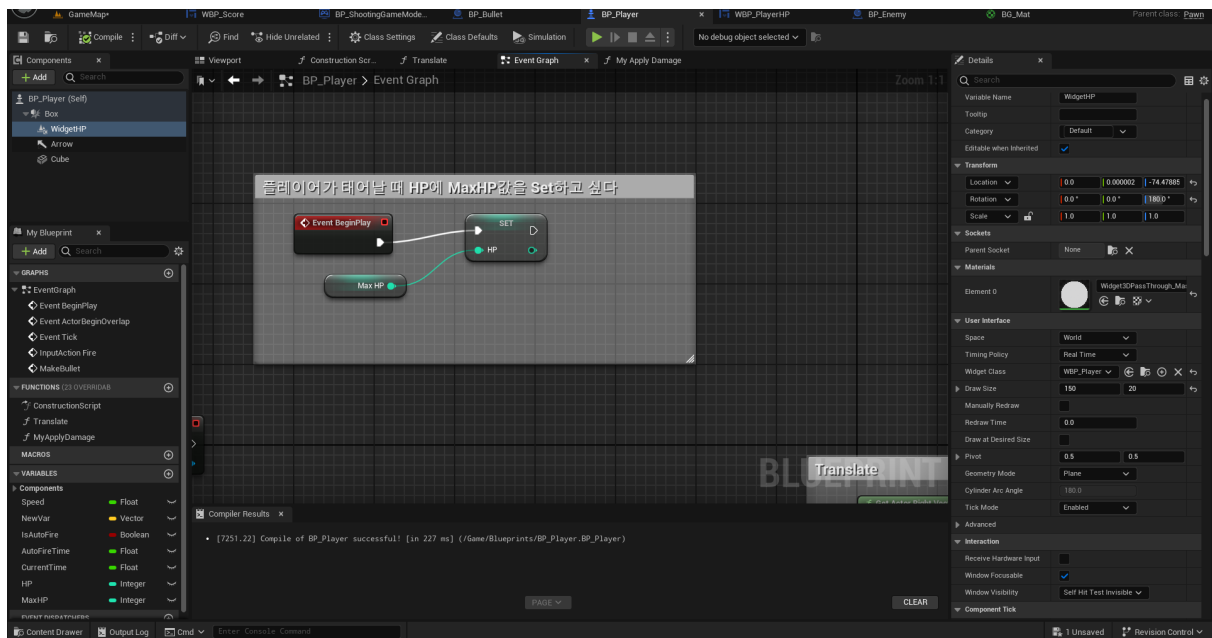 GameMap•
WBP_Score
BP_ShootingGameMode...
BP_Bullet
BP_Player
WBP_PlayerHP
BP_Enemy
BG_Mat
Parent class: Pawn
Compile
Diff
Find
Hide Unrelated
Class Settings
Class Defaults
Simulation
No debug object selected
Components
Add
Search
BP_Player (Self)
Box
WidgetHP
Arrow
Cube
My Blueprint
Add
Search
GRAPHS
EventGraph
Event BeginPlay
Event ActorBeginOverlap
Event Tick
InputAction Fire
MakeBullet
FUNCTIONS (23 OVERRIDAB
ConstructionScript
Translate
MyApplyDamage
MACROS
VARIABLES
Components
Speed Float
NewVar Vector
IsAutoFire Boolean
AutoFireTime Float
CurrentTime Float
HP Integer
MaxHP Integer
EVENT DISPATCHERS
Viewport
Construction Scr...
Translate
Event Graph
My Apply Damage
BP_Player > Event Graph
Zoom 1:1
플레이어가 태어날 때 HP에 MaxHP값을 Set하고 싶다
Event BeginPlay
SET
HP
Max HP
BLUEPRINT
Translate
Get Actor Right Vec
Compiler Results
• [7251.22] Compile of BP_Player successful! [in 227 ms] (/Game/Blueprints/BP_Player.BP_Player)
PAGE
CLEAR
Details
Search
Variable Name WidgetHP
Tooltip
Category Default
Editable when Inherited
Transform
Location 0.0 0.000002 -74.47885
Rotation 0.0° 0.0° 180.0°
Scale 1.0 1.0 1.0
Sockets
Parent Socket None
Materials
Element 0 Widget3DPassThrough_Mas
User Interface
Space World
Timing Policy Real Time
Widget Class WBP_Player
Draw Size 150 20
Manually Redraw
Redraw Time 0.0
Draw at Desired Size
Pivot 0.5 0.5
Geometry Mode Plane
Cylinder Arc Angle 180.0
Tick Mode Enabled
Advanced
Interaction
Receive Hardware Input
Window Focusable
Window Visibility Self Hit Test Invisible
Component Tick
Content Drawer
Output Log
Cmd
Enter Console Command
1 Unsaved
Revision Control